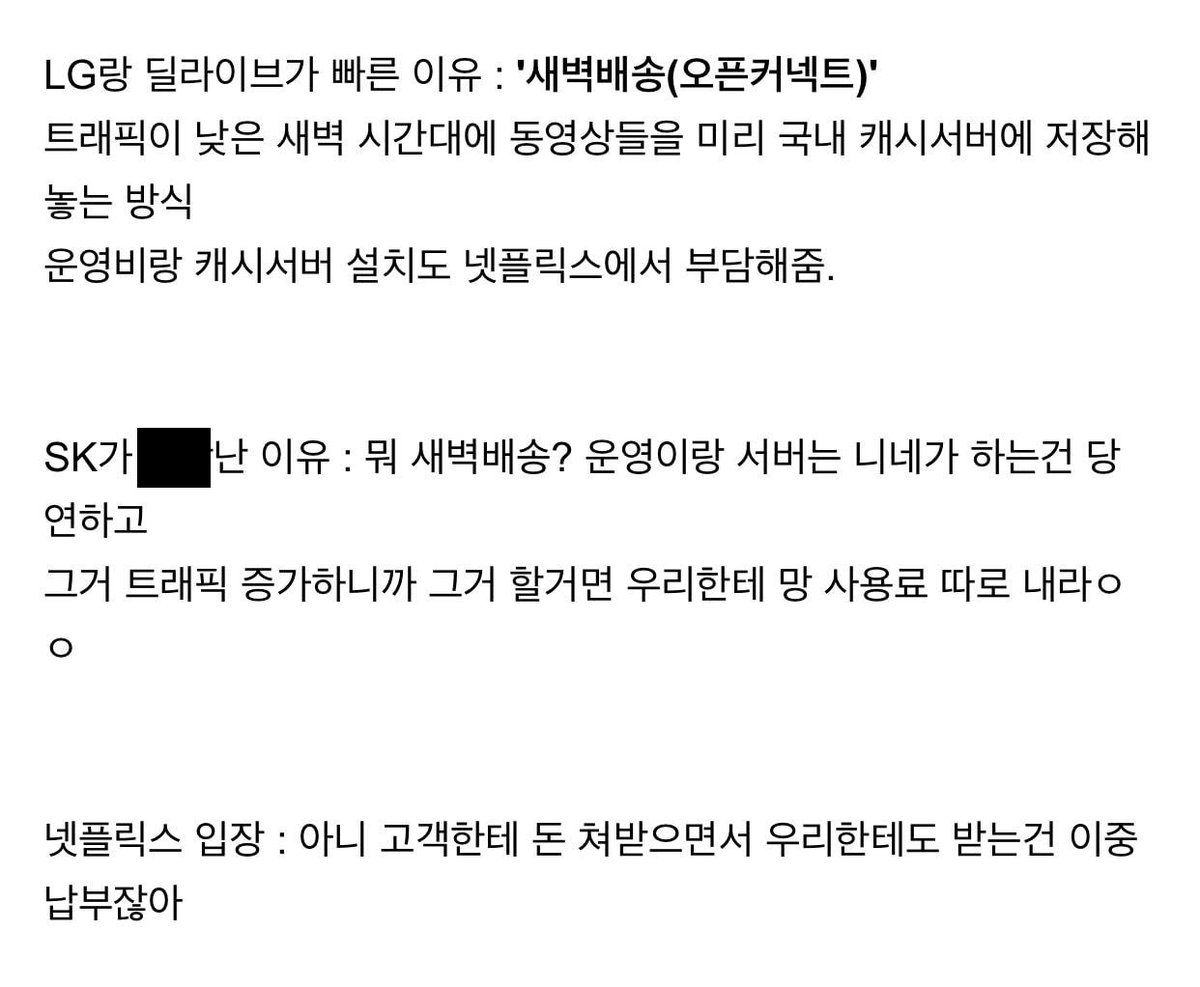 LG랑 딜라이브가 빠른 이유 : '새벽배송(오픈커넥트)'
트래픽이 낮은 새벽 시간대에 동영상들을 미리 국내 캐시서버에 저장해
놓는 방식
운영비랑 캐시서버 설치도 넷플릭스에서 부담해줌.
SK가 난 이유 : 뭐 새벽배송? 운영이랑 서버는 니네가 하는건 당
연하고
그거 트래픽 증가하니까 그거 할거면 우리한테 망 사용료 따로 내라ㅇ
ㅇ
넷플릭스 입장 : 아니 고객한테 돈 쳐받으면서 우리한테도 받는건 이중
납부잖아